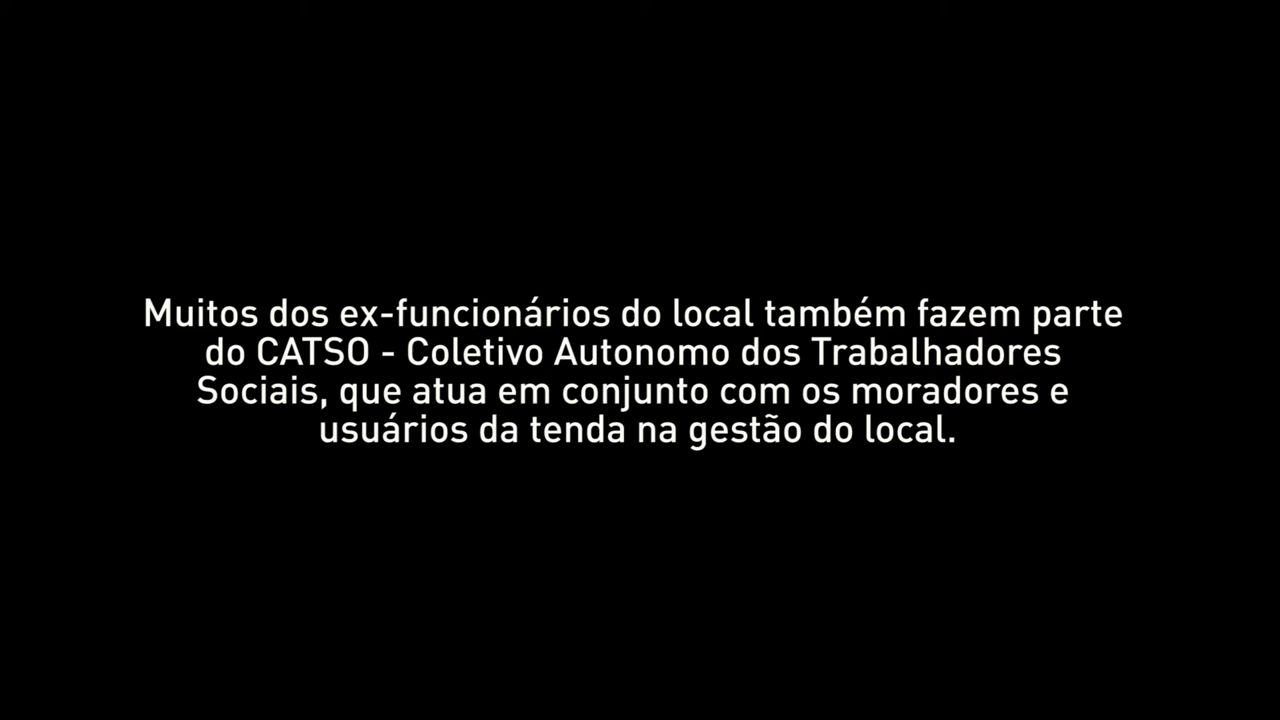 Muitos dos ex-funcionários do local também fazem parte
do CATSO - Coletivo Autonomo dos Trabalhadores
Sociais, que atua em conjunto com os moradores e
usuários da tenda na gestão do local.